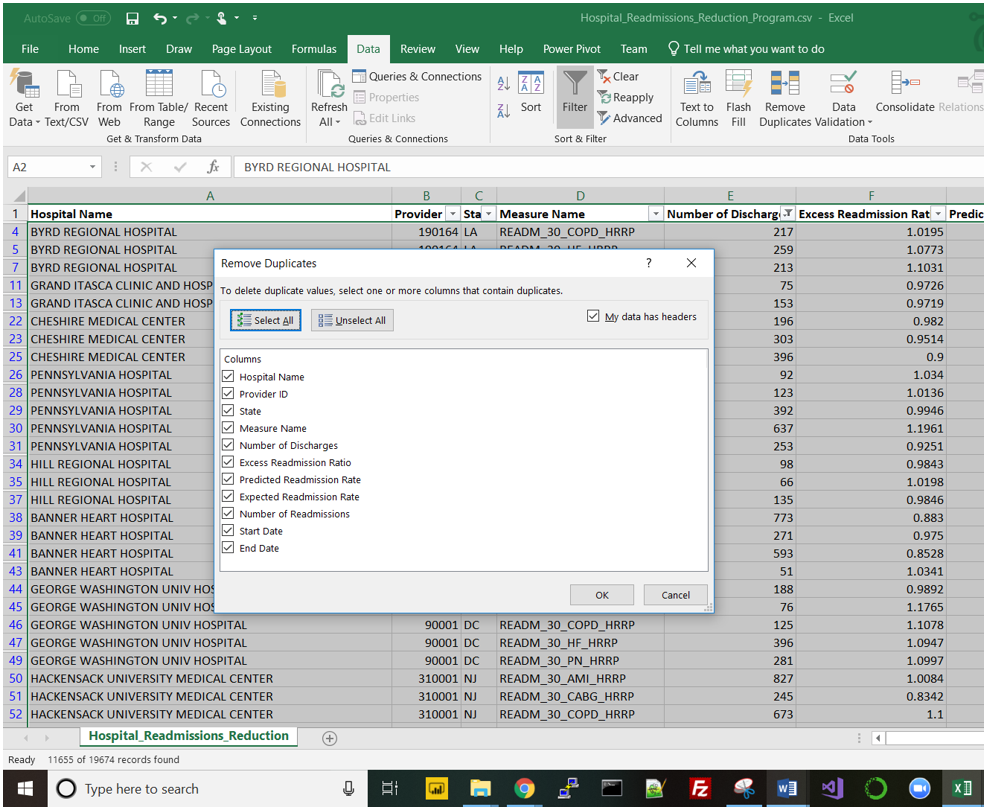 AutoSave Off Hospital_Readmissions_Reduction_Program.csv - Excel
File Home Insert Draw Page Layout Formulas Data Review View Help Power Pivot Team Tell me what you want to do
Get Data
From Text/CSV
From Web
From Table/ Range
Recent Sources
Existing Connections
Get & Transform Data
Refresh All
Queries & Connections
Properties
Edit Links
Queries & Connections
Sort
Filter
Clear
Reapply
Advanced
Sort & Filter
Text to Columns
Flash Fill
Remove Duplicates
Data Validation
Consolidate
Relations
Data Tools
A2 fx BYRD REGIONAL HOSPITAL
A B C D E F
1 Hospital Name Provider Sta Measure Name Number of Discharg Excess Readmission Rat Predic
4 BYRD REGIONAL HOSPITAL 190164 LA READM_30_COPD_HRRP 217 1.0195
5 BYRD REGIONAL HOSPITAL 190164 LA READM_30_HF_HRRP 259 1.0773
7 BYRD REGIONAL HOSPITAL 213 1.1031
11 GRAND ITASCA CLINIC AND HOSP 75 0.9726
13 GRAND ITASCA CLINIC AND HOSP 153 0.9719
22 CHESHIRE MEDICAL CENTER 196 0.982
23 CHESHIRE MEDICAL CENTER 303 0.9514
25 CHESHIRE MEDICAL CENTER 396 0.9
26 PENNSYLVANIA HOSPITAL 92 1.034
28 PENNSYLVANIA HOSPITAL 123 1.0136
29 PENNSYLVANIA HOSPITAL 392 0.9946
30 PENNSYLVANIA HOSPITAL 637 1.1961
31 PENNSYLVANIA HOSPITAL 253 0.9251
34 HILL REGIONAL HOSPITAL 98 0.9843
35 HILL REGIONAL HOSPITAL 66 1.0198
37 HILL REGIONAL HOSPITAL 135 0.9846
38 BANNER HEART HOSPITAL 773 0.883
39 BANNER HEART HOSPITAL 271 0.975
41 BANNER HEART HOSPITAL 593 0.8528
43 BANNER HEART HOSPITAL 51 1.0341
44 GEORGE WASHINGTON UNIV HOS 188 0.9892
45 GEORGE WASHINGTON UNIV HOS 76 1.1765
46 GEORGE WASHINGTON UNIV HOSPITAL 90001 DC READM_30_COPD_HRRP 125 1.1078
47 GEORGE WASHINGTON UNIV HOSPITAL 90001 DC READM_30_HF_HRRP 396 1.0947
49 GEORGE WASHINGTON UNIV HOSPITAL 90001 DC READM_30_PN_HRRP 281 1.0997
50 HACKENSACK UNIVERSITY MEDICAL CENTER 310001 NJ READM_30_AMI_HRRP 827 1.0084
51 HACKENSACK UNIVERSITY MEDICAL CENTER 310001 NJ READM_30_CABG_HRRP 245 0.8342
52 HACKENSACK UNIVERSITY MEDICAL CENTER 310001 NJ READM_30_COPD_HRRP 673 1.1
Remove Duplicates ?
To delete duplicate values, select one or more columns that contain duplicates.
Select All Unselect All My data has headers
Columns
Hospital Name
Provider ID
State
Measure Name
Number of Discharges
Excess Readmission Ratio
Predicted Readmission Rate
Expected Readmission Rate
Number of Readmissions
Start Date
End Date
OK Cancel
Hospital_Readmissions_Reduction
Ready 11655 of 19674 records found
Type here to search